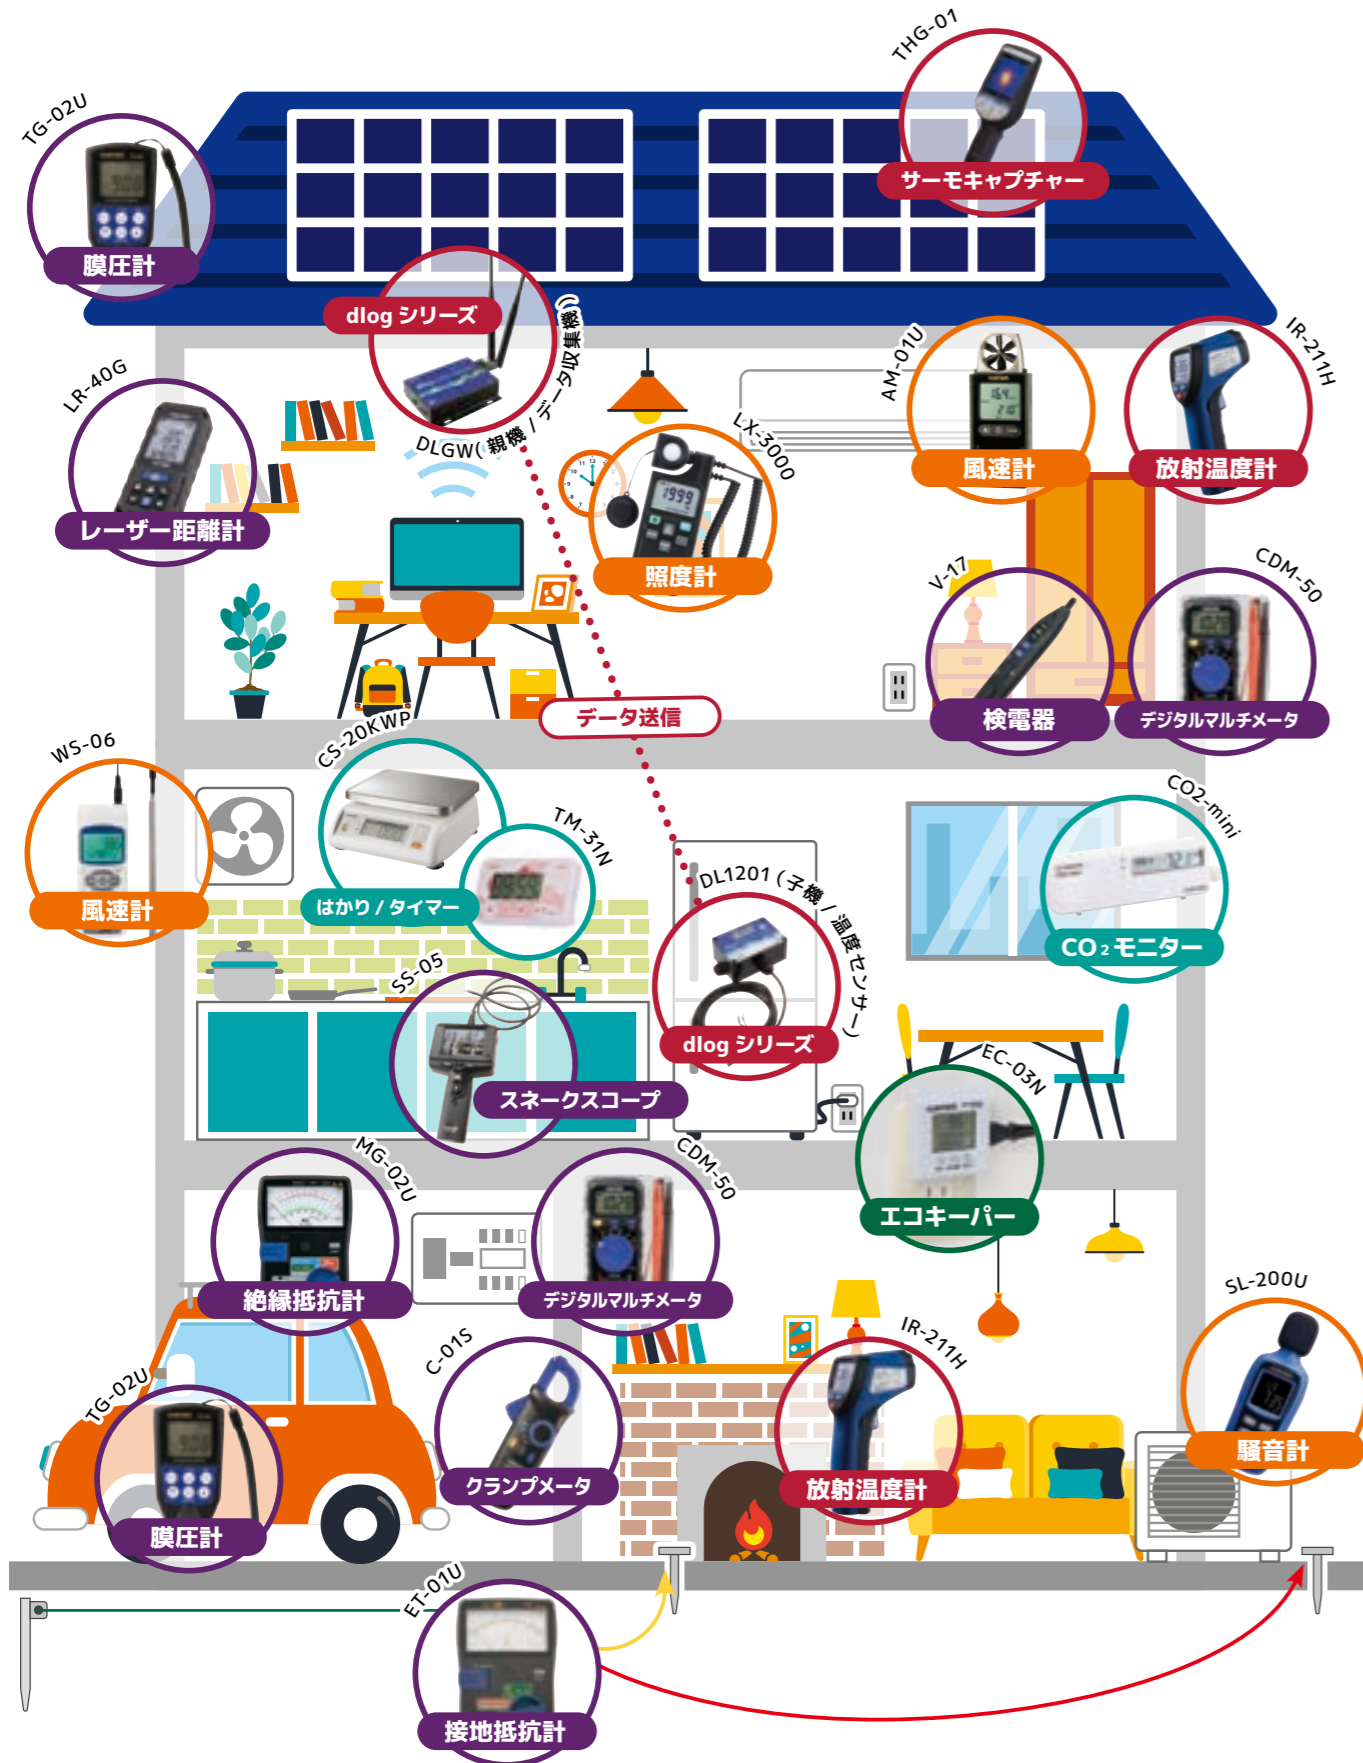 THG-01
サーモキャプチャー
TG-02U
膜圧計
dlog シリーズ
DLGW(親機 / データ収集機)
LR-40G
レーザー距離計
LX-3000
1999
照度計
AM-01U
風速計
IR-211H
放射温度計
V-17
検電器
CDM-50
デジタルマルチメータ
データ送信
WS-06
風速計
CS-20KWP
TM-31N
はかり / タイマー
DL1201 (子機 / 温度センサー)
dlog シリーズ
CO2-mini
CO₂モニター
SS-05
スネークスコープ
EC-03N
エコキーパー
MG-02U
絶縁抵抗計
CDM-50
デジタルマルチメータ
C-01S
クランプメータ
IR-211H
放射温度計
SL-200U
騒音計
TG-02U
膜圧計
ET-01U
接地抵抗計